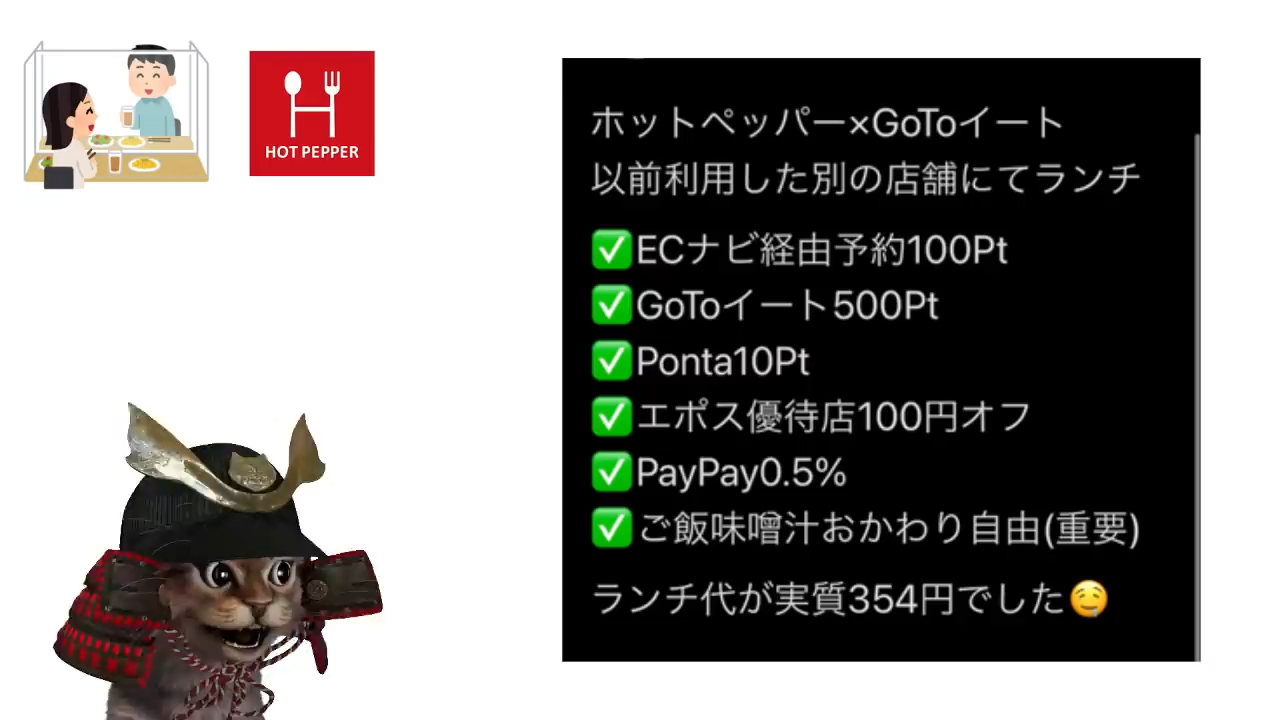 HOT PEPPER
ホットペッパー×GoToイート
以前利用した別の店舗にてランチ
✅ECナビ経由予約100Pt
✅GoToイート500Pt
✅Ponta10Pt
✅エポス優待店100円オフ
✅PayPay0.5%
✅ご飯味噌汁おかわり自由(重要)
ランチ代が実質354円でした🤤